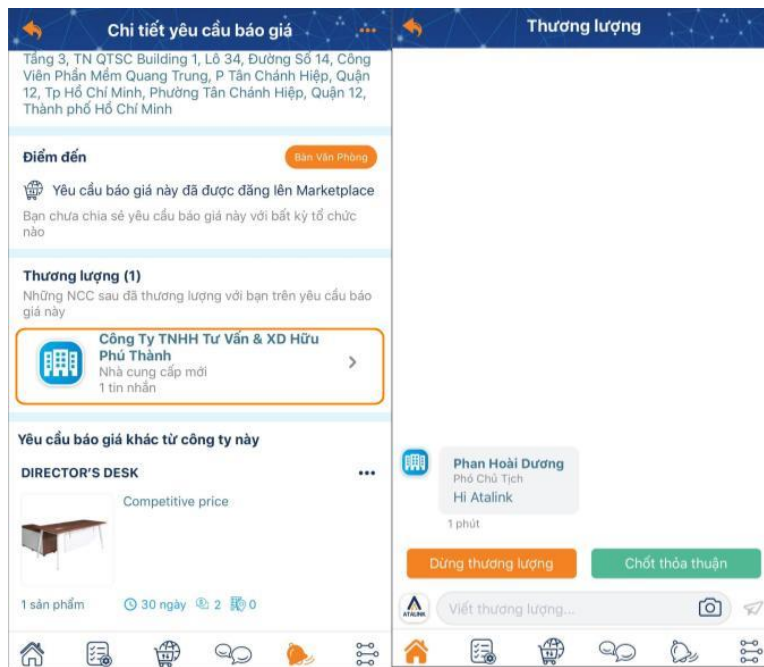 Chi tiết yêu cầu báo giá
Tầng 3, TN QTSC Building 1, Lô 34, Đường Số 14, Công
Viên Phần Mềm Quang Trung, P Tân Chánh Hiệp, Quận
12, Tp Hồ Chí Minh, Phường Tân Chánh Hiệp, Quận 12,
Thành phố Hồ Chí Minh
Điểm đến
Bàn Văn Phòng
Yêu cầu báo giá này đã được đăng lên Marketplace
Bạn chưa chia sẻ yêu cầu báo giá này với bất kỳ tổ chức
nào
Thương lượng (1)
Những NCC sau đã thương lượng với bạn trên yêu cầu báo
giá này
Công Ty TNHH Tư Vấn & XD Hữu
Phú Thành
Nhà cung cấp mới
1 tin nhắn
Yêu cầu báo giá khác từ công ty này
DIRECTOR'S DESK
Competitive price
1 sản phẩm
30 ngày
2
0
Thương lượng
Phan Hoài Dương
Phó Chủ Tịch
Hi Atalink
1 phút
Dừng thương lượng
Chốt thỏa thuận
ATALINK
Viết thương lượng...